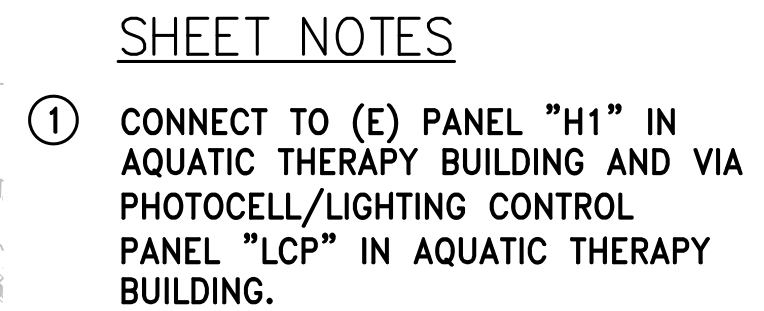 SHEET NOTES
1 CONNECT TO (E) PANEL "H1" IN
AQUATIC THERAPY BUILDING AND VIA
PHOTOCELL/LIGHTING CONTROL
PANEL "LCP" IN AQUATIC THERAPY
BUILDING.